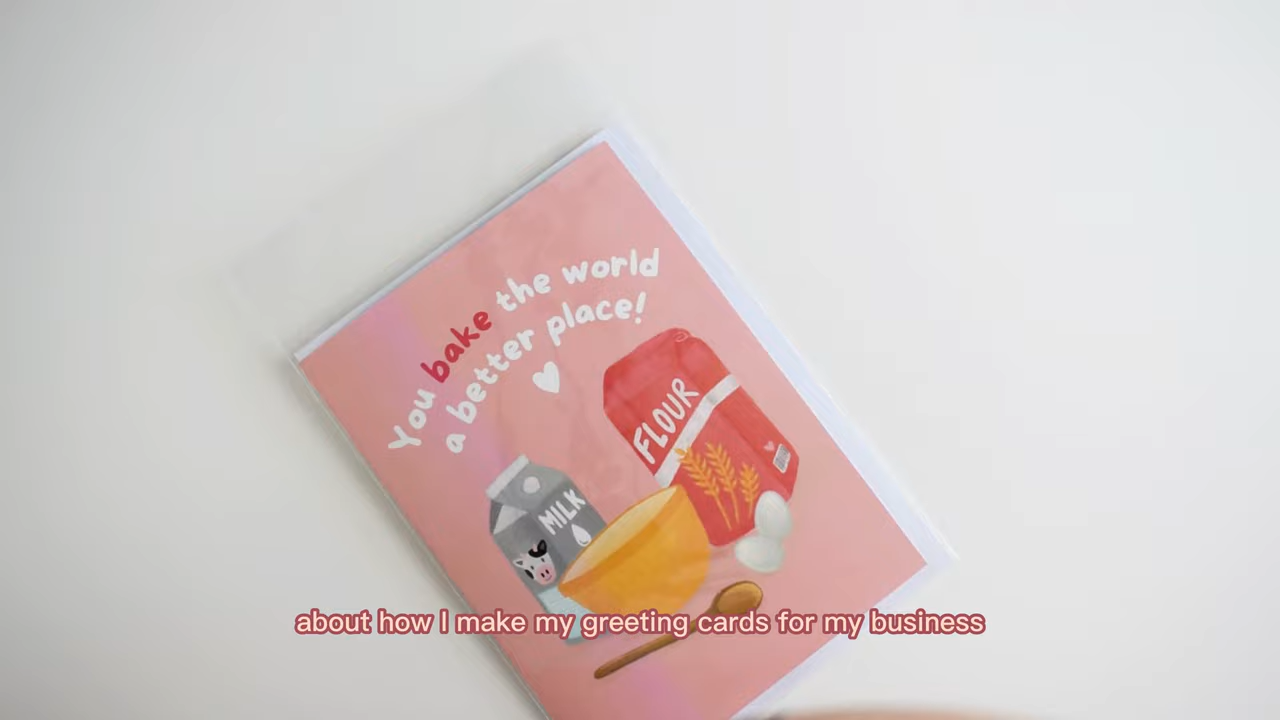 You bake the world
a better place!
FLOUR
MILK
about how I make my greeting cards for my business